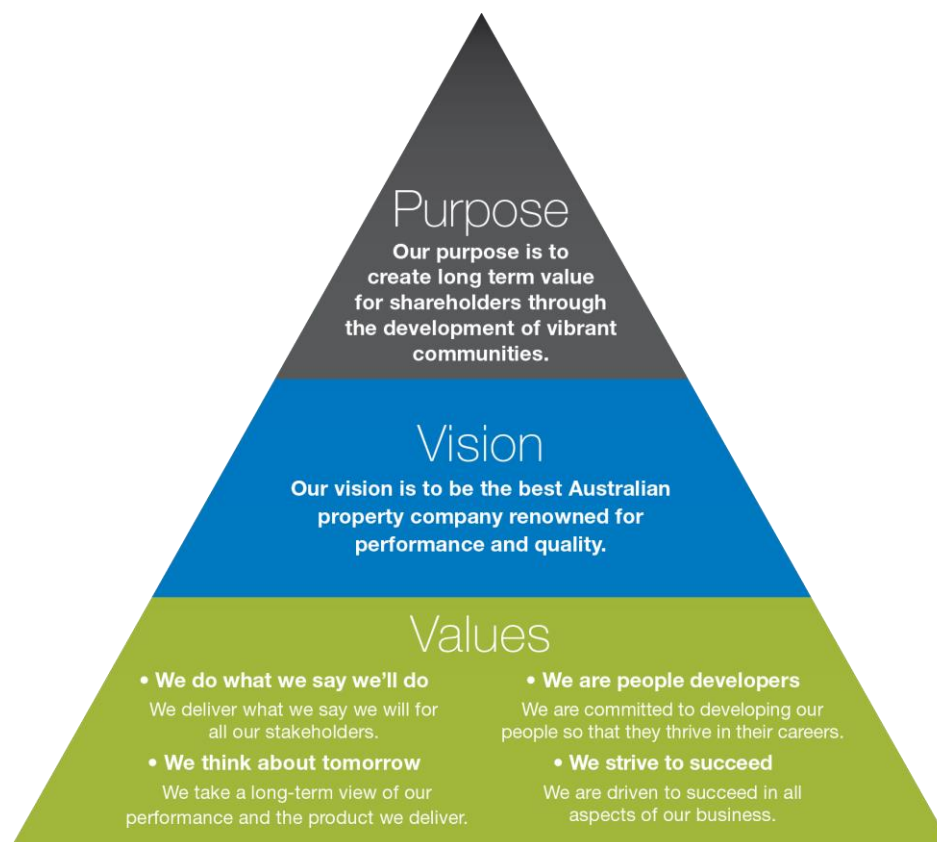 Purpose
Our purpose is to
create long term value
for shareholders through
the development of vibrant
communities.
Vision
Our vision is to be the best Australian
property company renowned for
performance and quality.
Values
• We do what we say we’ll do
We deliver what we say we will for
all our stakeholders.
• We think about tomorrow
We take a long-term view of our
performance and the product we deliver.
• We are people developers
We are committed to developing our
people so that they thrive in their careers.
• We strive to succeed
We are driven to succeed in all
aspects of our business.